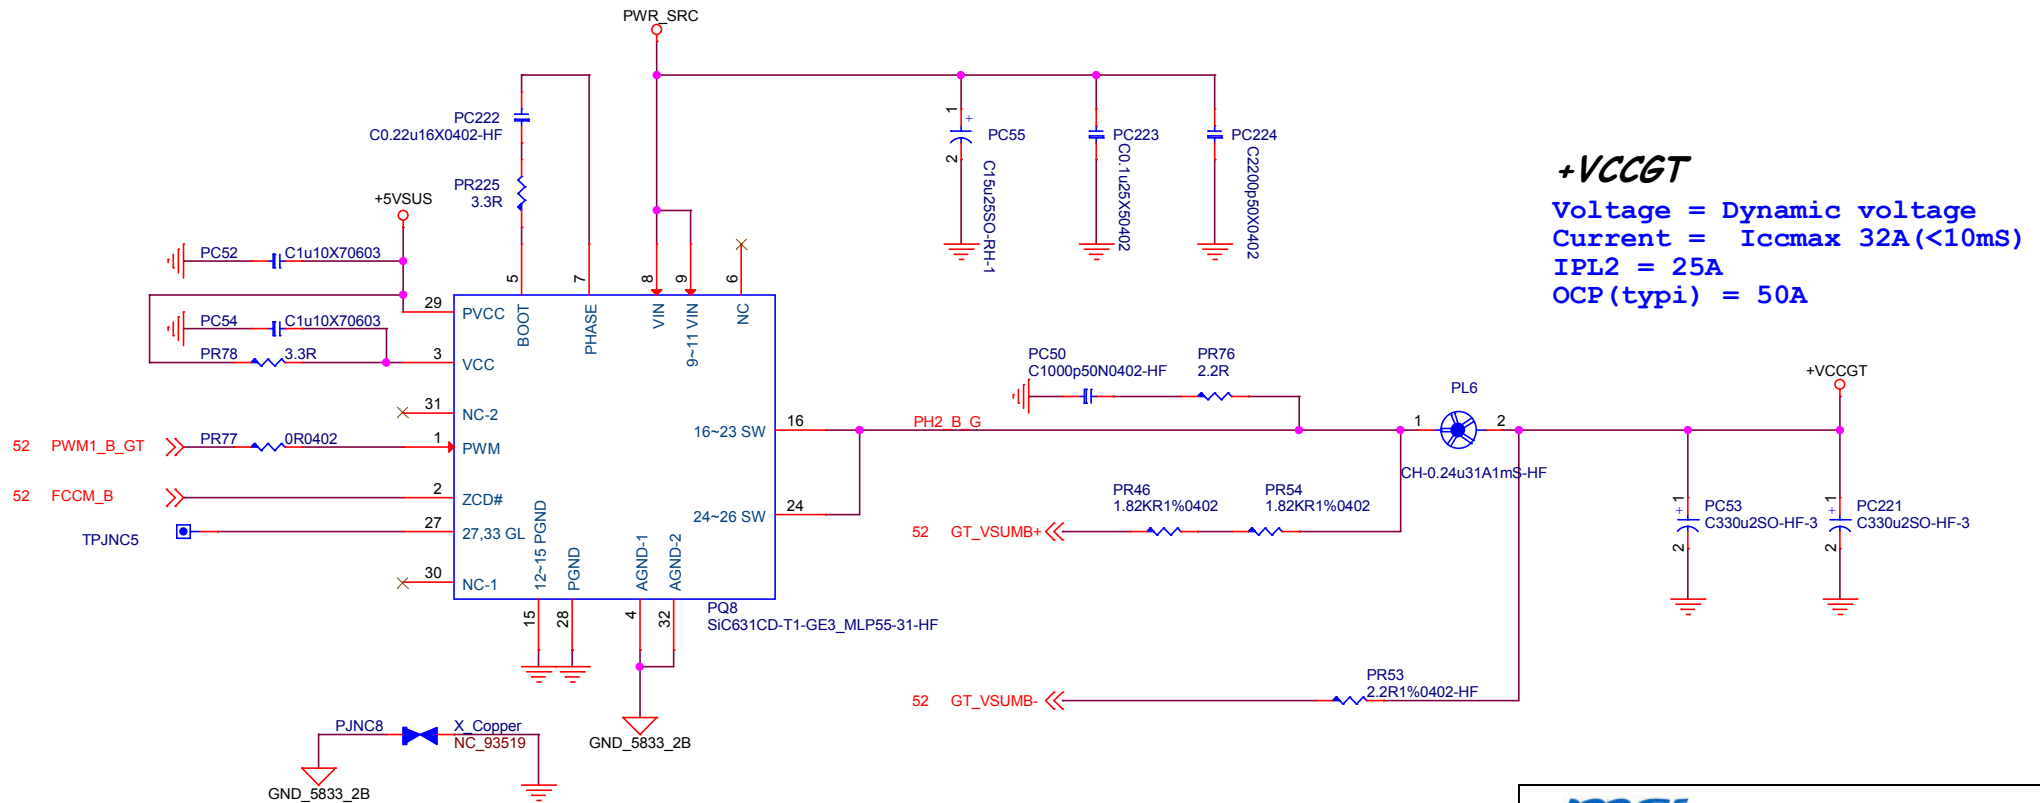 PWR_SRC
PC222
C0.22u16X0402-HF
PR225
3.3R
+5VSUS
PC52
C1u10X70603
PC54
C1u10X70603
PR78
3.3R
1
2
+
PC55
C15u25SO-RH-1
PC223
C0.1u25X50402
PC224
C2200p50X0402
+VCCGT
Voltage = Dynamic voltage
Current = Iccmax 32A(<10mS)
IPL2 = 25A
OCP(typi) = 50A
5
7
8
9
6
BOOT
PHASE
VIN
9~11 VIN
NC
29
PVCC
3
VCC
31
NC-2
52 PWM1_B_GT
PR77
0R0402
1
PWM
52 FCCM_B
2
ZCD#
TPJNC5
27
27,33 GL
30
NC-1
16~23 SW
16
24~26 SW
24
12~15 PGND
PGND
AGND-1
AGND-2
15
28
4
32
PQ8
SiC631CD-T1-GE3_MLP55-31-HF
PC50
C1000p50N0402-HF
PR76
2.2R
PH2_B_G
PL6
1
2
CH-0.24u31A1mS-HF
+VCCGT
PR46
1.82KR1%0402
PR54
1.82KR1%0402
52 GT_VSUMB+
1
+
2
PC53
C330u2SO-HF-3
1
+
2
PC221
C330u2SO-HF-3
PR53
2.2R1%0402-HF
52 GT_VSUMB-
PJNC8
X_Copper
NC_93519
GND_5833_2B
GND_5833_2B